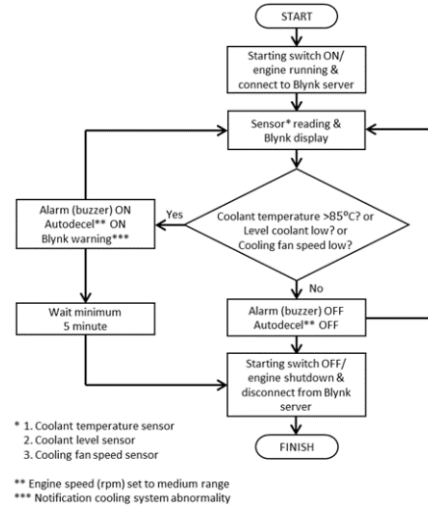 START
Starting switch ON/
engine running &
connect to Blynk server
Sensor* reading &
Blynk display
Coolant temperature >85°C? or
Level coolant low? or
Cooling fan speed low?
Yes
Alarm (buzzer) ON
Autodecel** ON
Blynk warning***
Wait minimum
5 minute
No
Alarm (buzzer) OFF
Autodecel** OFF
Starting switch OFF/
engine shutdown &
disconnect from Blynk
server
FINISH
* 1. Coolant temperature sensor
2. Coolant level sensor
3. Cooling fan speed sensor
** Engine speed (rpm) set to medium range
*** Notification cooling system abnormality